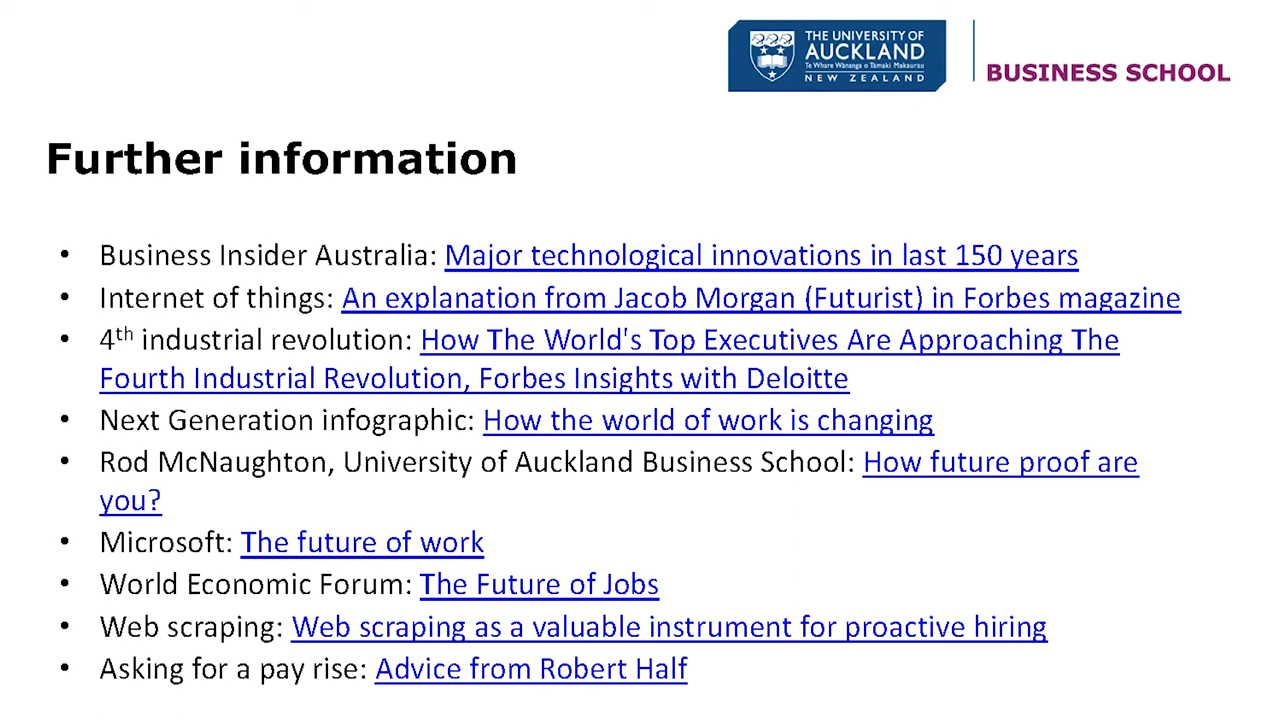 THE UNIVERSITY OF
AUCKLAND
Te Whare Wānanga o Tāmaki Makaurau
NEW ZEALAND
BUSINESS SCHOOL
Further information
• Business Insider Australia: Major technological innovations in last 150 years
• Internet of things: An explanation from Jacob Morgan (Futurist) in Forbes magazine
• 4th industrial revolution: How The World's Top Executives Are Approaching The
Fourth Industrial Revolution, Forbes Insights with Deloitte
• Next Generation infographic: How the world of work is changing
• Rod McNaughton, University of Auckland Business School: How future proof are
you?
• Microsoft: The future of work
• World Economic Forum: The Future of Jobs
• Web scraping: Web scraping as a valuable instrument for proactive hiring
• Asking for a pay rise: Advice from Robert Half